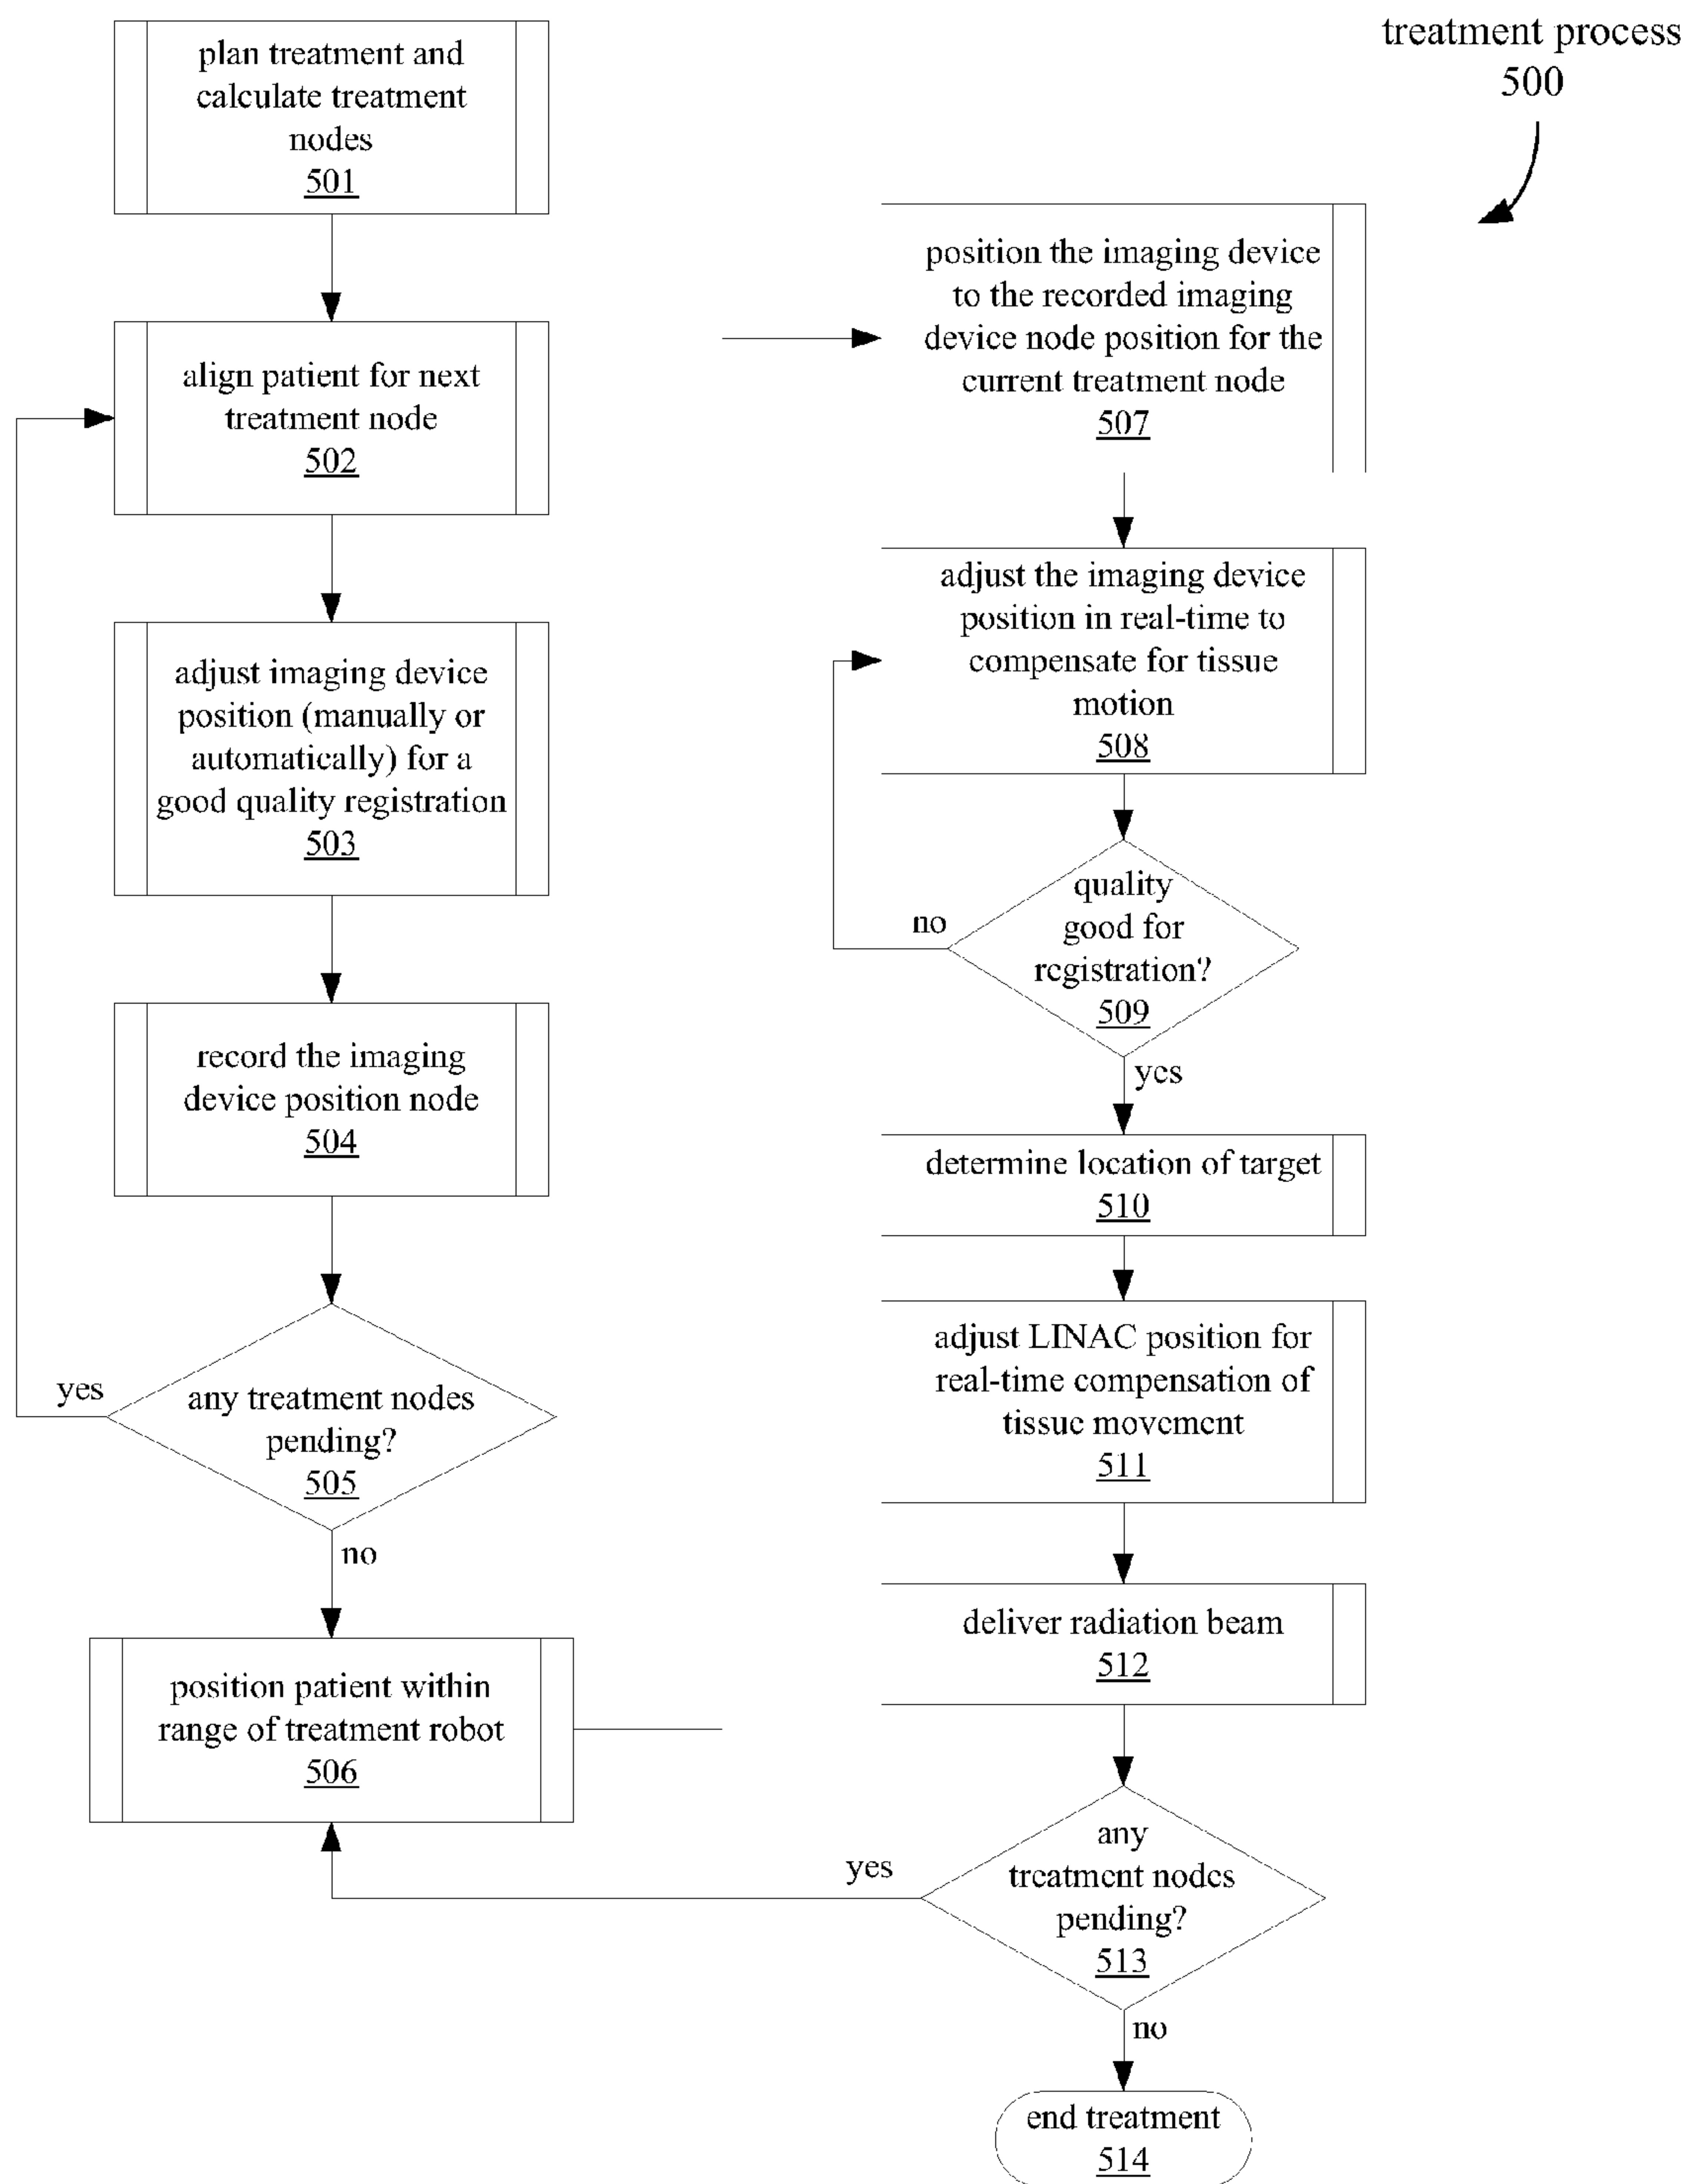 treatment process
500
plan treatment and
calculate treatment
nodes
501
align patient for next
treatment node
502
adjust imaging device
position (manually or
automatically) for a
good quality registration
503
record the imaging
device position node
504
yes
any treatment nodes
pending?
505
no
position patient within
range of treatment robot
506
position the imaging device
to the recorded imaging
device node position for the
current treatment node
507
adjust the imaging device
position in real-time to
compensate for tissue
motion
508
no
quality
good for
registration?
509
yes
determine location of target
510
adjust LINAC position for
real-time compensation of
tissue movement
511
deliver radiation beam
512
yes
any
treatment nodes
pending?
513
no
end treatment
514